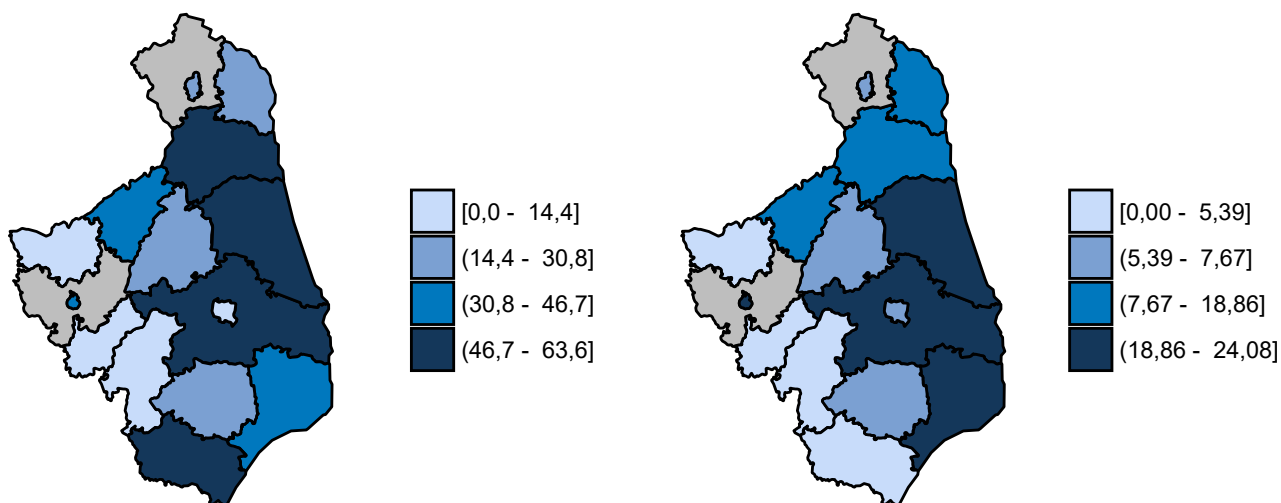 [0,0 - 14,4]
(14,4 - 30,8]
(30,8 - 46,7]
(46,7 - 63,6]
[0,00 - 5,39]
(5,39 - 7,67]
(7,67 - 18,86]
(18,86 - 24,08]